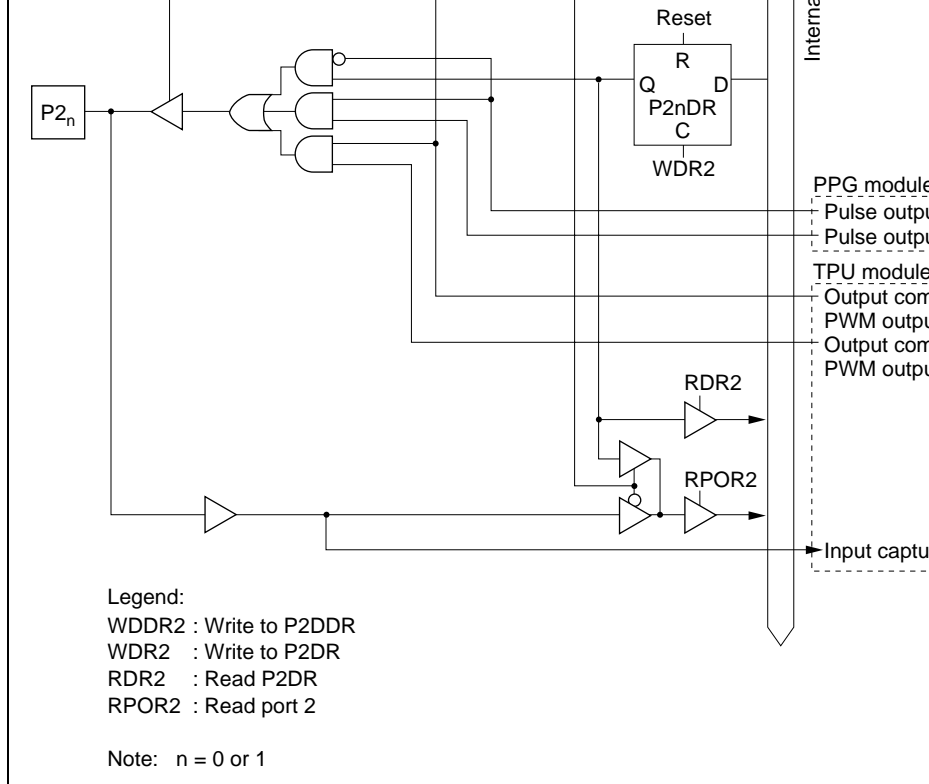 Interna
Reset
R
Q D
P2nDR
C
WDR2
P2n
PPG module
Pulse outpu
Pulse outpu
TPU module
Output com
PWM outpu
Output com
PWM outpu
RDR2
RPOR2
Input captu
Legend:
WDDR2 : Write to P2DDR
WDR2 : Write to P2DR
RDR2 : Read P2DR
RPOR2 : Read port 2
Note: n = 0 or 1